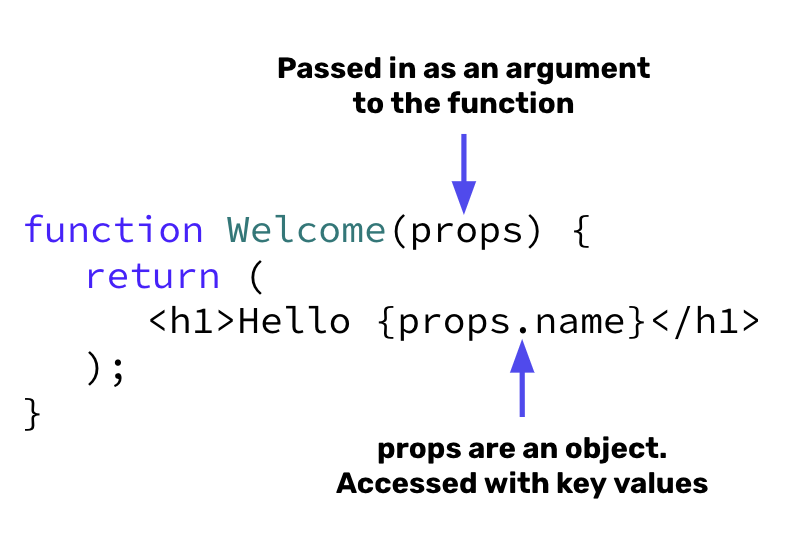 Passed in as an argument
to the function
function Welcome(props) {
return (
<h1>Hello {props.name}</h1>
);
}
props are an object.
Accessed with key values